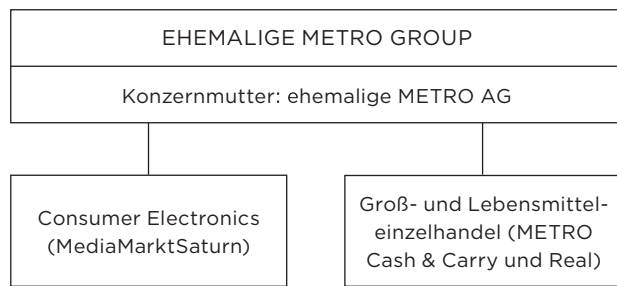 EHEMALIGE METRO GROUP
Konzernmutter: ehemalige METRO AG
Consumer Electronics
(MediaMarktSaturn)
Groß- und Lebensmittel-
einzelhandel (METRO
Cash & Carry und Real)